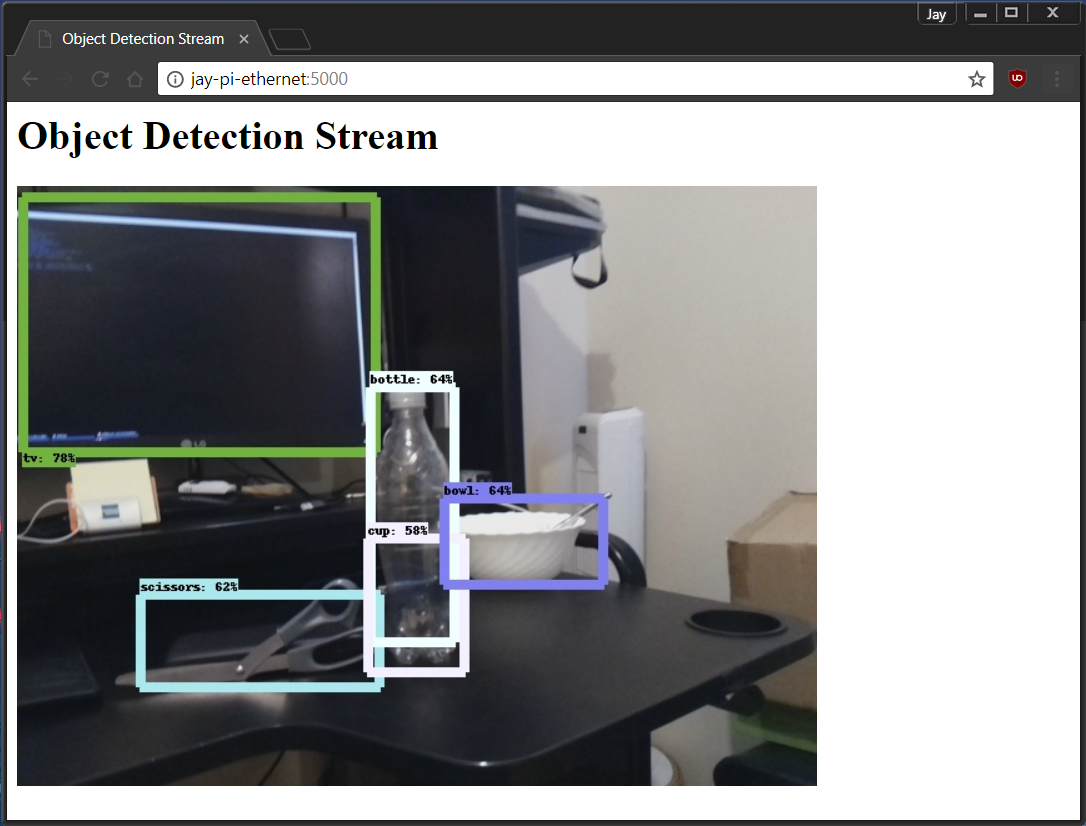 Jay
Object Detection Stream
jay-pi-ethernet:5000
Object Detection Stream
bottle: 64%
LG
tv: 78%
bowl: 64%
cup: 58%
scissors: 62%